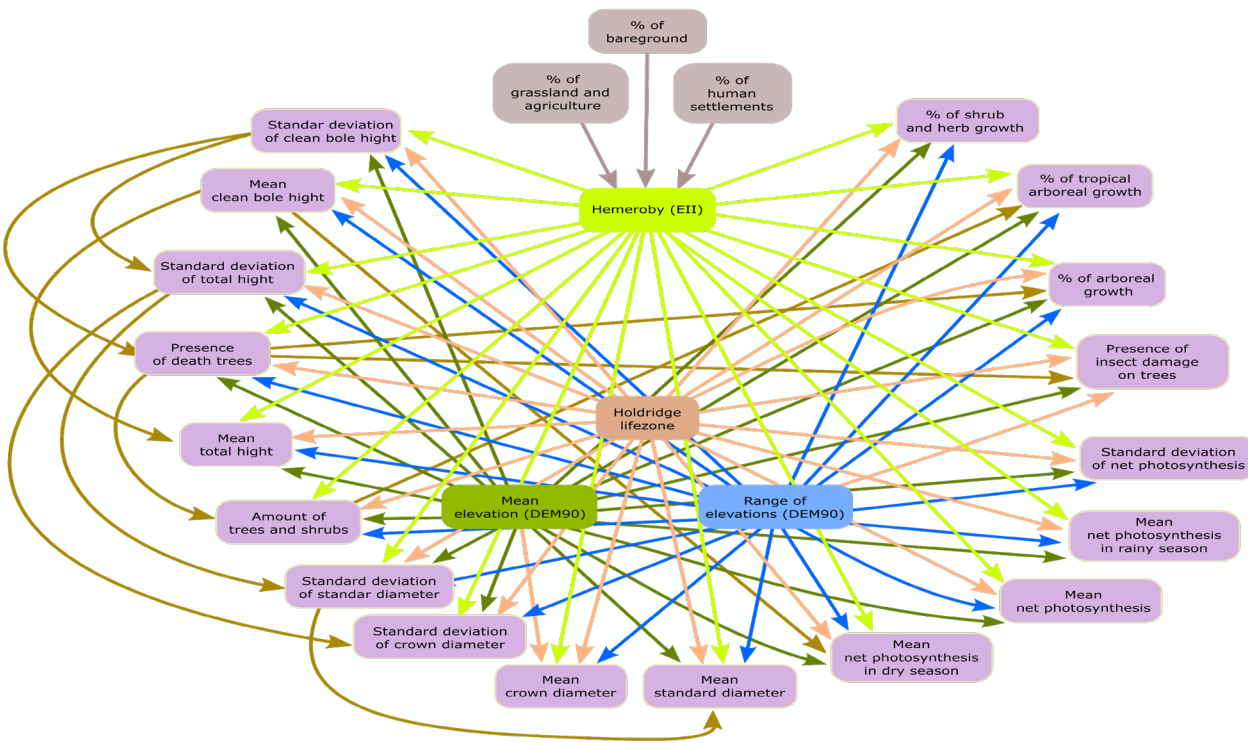 % of
bareground
% of
grassland and
agriculture
% of
human
settlements
Standar deviation
of clean bole hight
% of shrub
and herb growth
Mean
clean bole hight
% of tropical
arboreal growth
Hemeroby (EII)
Standard deviation
of total hight
% of arboreal
growth
Presence
of death trees
Presence of
insect damage
on trees
Holdridge
lifezone
Mean
total hight
Standard deviation
of net photosynthesis
Mean
elevation (DEM90)
Range of
elevations (DEM90)
Amount of
trees and shrubs
Mean
net photosynthesis
in rainy season
Standard deviation
of standar diameter
Mean
net photosynthesis
Standard deviation
of crown diameter
Mean
net photosynthesis
in dry season
Mean
crown diameter
Mean
standard diameter